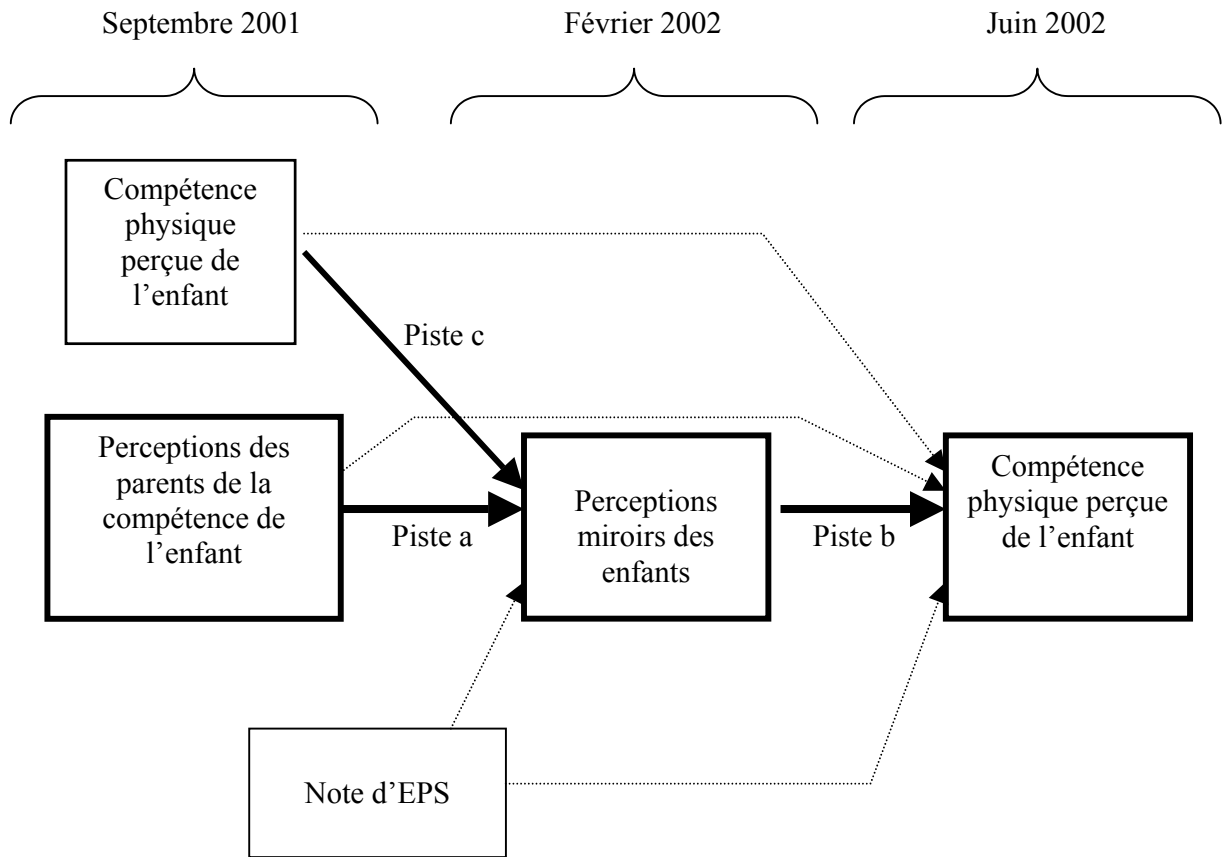 Septembre 2001
Février 2002
Juin 2002
Compétence
physique
perçue de
l’enfant
Piste c
Perceptions des
parents de la
compétence de
l’enfant
Piste a
Perceptions
miroirs des
enfants
Piste b
Compétence
physique perçue
de l’enfant
Note d’EPS